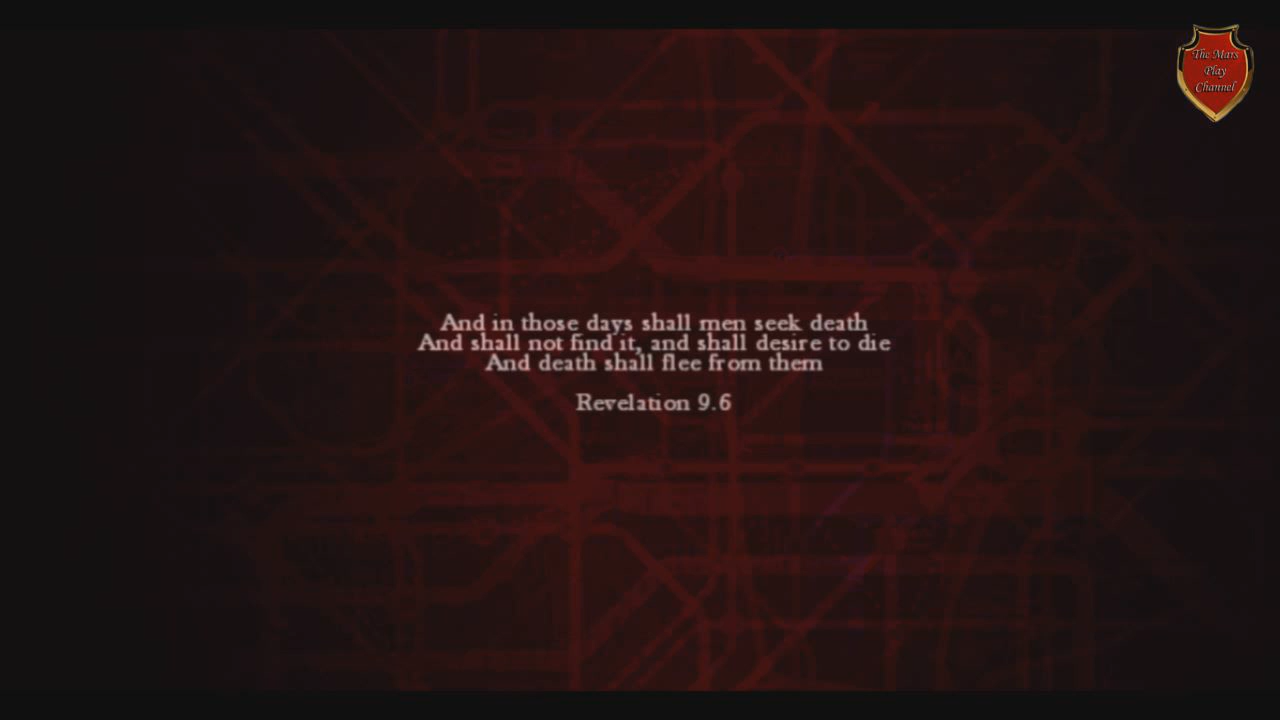 The Mars
Play
Channel
And in those days shall men seek death
And shall not find it, and shall desire to die
And death shall flee from them
Revelation 9.6